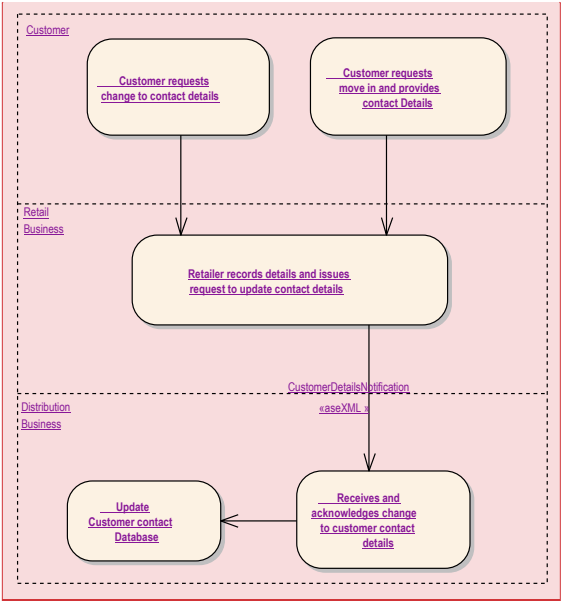 Customer
Customer requests
change to contact details
Customer requests
move in and provides
contact Details
Retail
Business
Retailer records details and issues
request to update contact details
CustomerDetailsNotification
«aseXML »
Distribution
Business
Update
Customer contact
Database
Receives and
acknowledges change
to customer contact
details